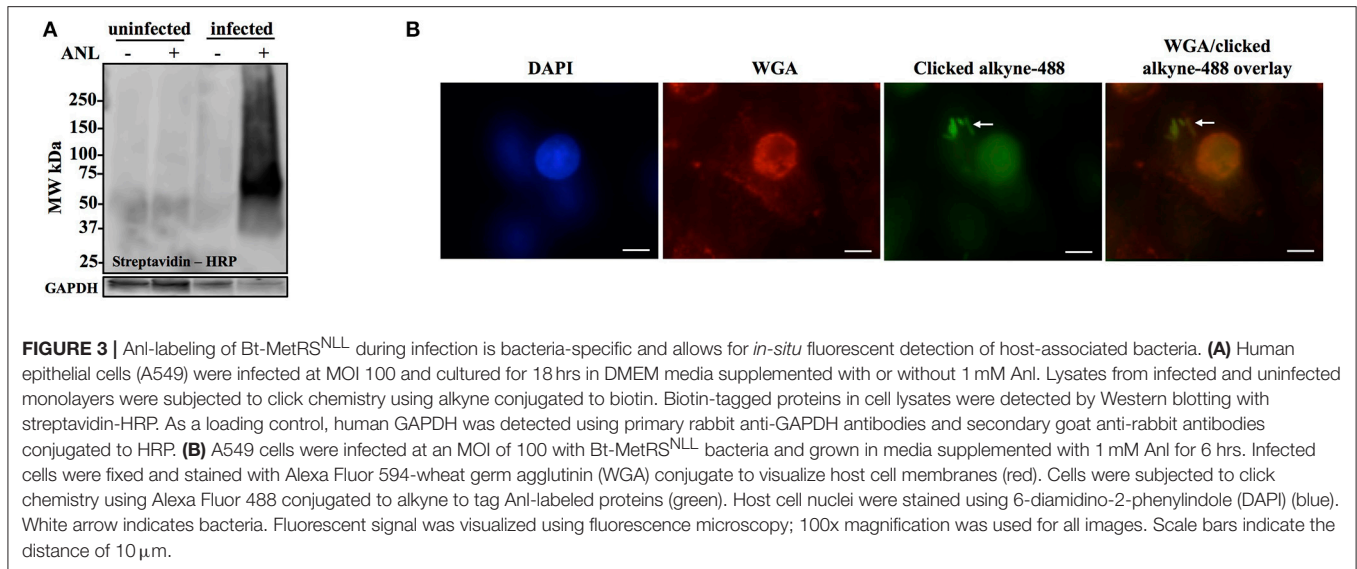 A
uninfected infected
ANL - + - +
250-
150-
100-
75-
50-
37-
25-
MW kDa
Streptavidin – HRP
GAPDH
B
DAPI
WGA
Clicked alkyne-488
WGA/clicked
alkyne-488 overlay
FIGURE 3 | Anl-labeling of Bt-MetRSNLL during infection is bacteria-specific and allows for in-situ fluorescent detection of host-associated bacteria. (A) Human
epithelial cells (A549) were infected at MOI 100 and cultured for 18 hrs in DMEM media supplemented with or without 1 mM Anl. Lysates from infected and uninfected
monolayers were subjected to click chemistry using alkyne conjugated to biotin. Biotin-tagged proteins in cell lysates were detected by Western blotting with
streptavidin-HRP. As a loading control, human GAPDH was detected using primary rabbit anti-GAPDH antibodies and secondary goat anti-rabbit antibodies
conjugated to HRP. (B) A549 cells were infected at an MOI of 100 with Bt-MetRSNLL bacteria and grown in media supplemented with 1 mM Anl for 6 hrs. Infected
cells were fixed and stained with Alexa Fluor 594-wheat germ agglutinin (WGA) conjugate to visualize host cell membranes (red). Cells were subjected to click
chemistry using Alexa Fluor 488 conjugated to alkyne to tag Anl-labeled proteins (green). Host cell nuclei were stained using 6-diamidino-2-phenylindole (DAPI) (blue).
White arrow indicates bacteria. Fluorescent signal was visualized using fluorescence microscopy; 100x magnification was used for all images. Scale bars indicate the
distance of 10 μm.